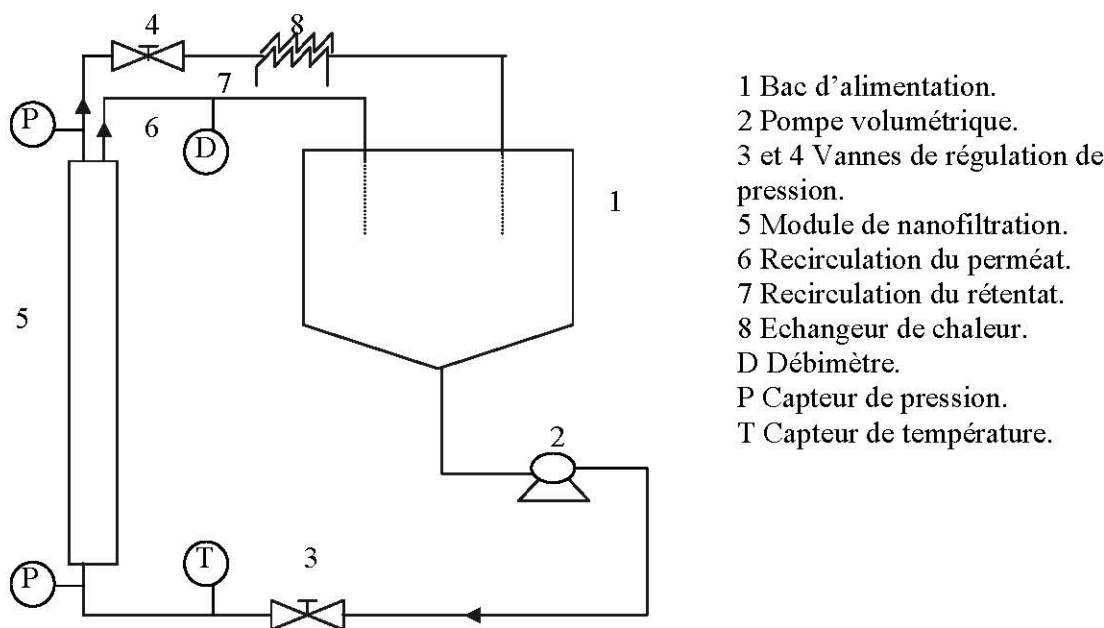 4
8
7
P
6
D
1
5
2
T
3
P
1 Bac d’alimentation.
2 Pompe volumétrique.
3 et 4 Vannes de régulation de
pression.
5 Module de nanofiltration.
6 Recirculation du perméat.
7 Recirculation du rétentat.
8 Echangeur de chaleur.
D Débimètre.
P Capteur de pression.
T Capteur de température.